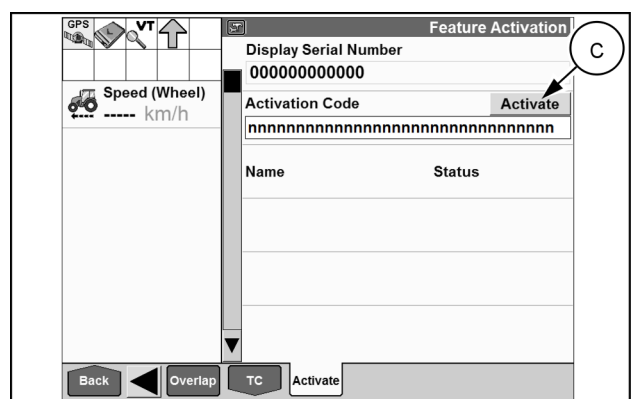 GPS
VT
Feature Activation
C
Display Serial Number
000000000000
Speed (Wheel)
----- km/h
Activation Code
Activate
nnnnnnnnnnnnnnnnnnnnnnnnnnnnnnnn
Name
Status
Back
Overlap
TC
Activate